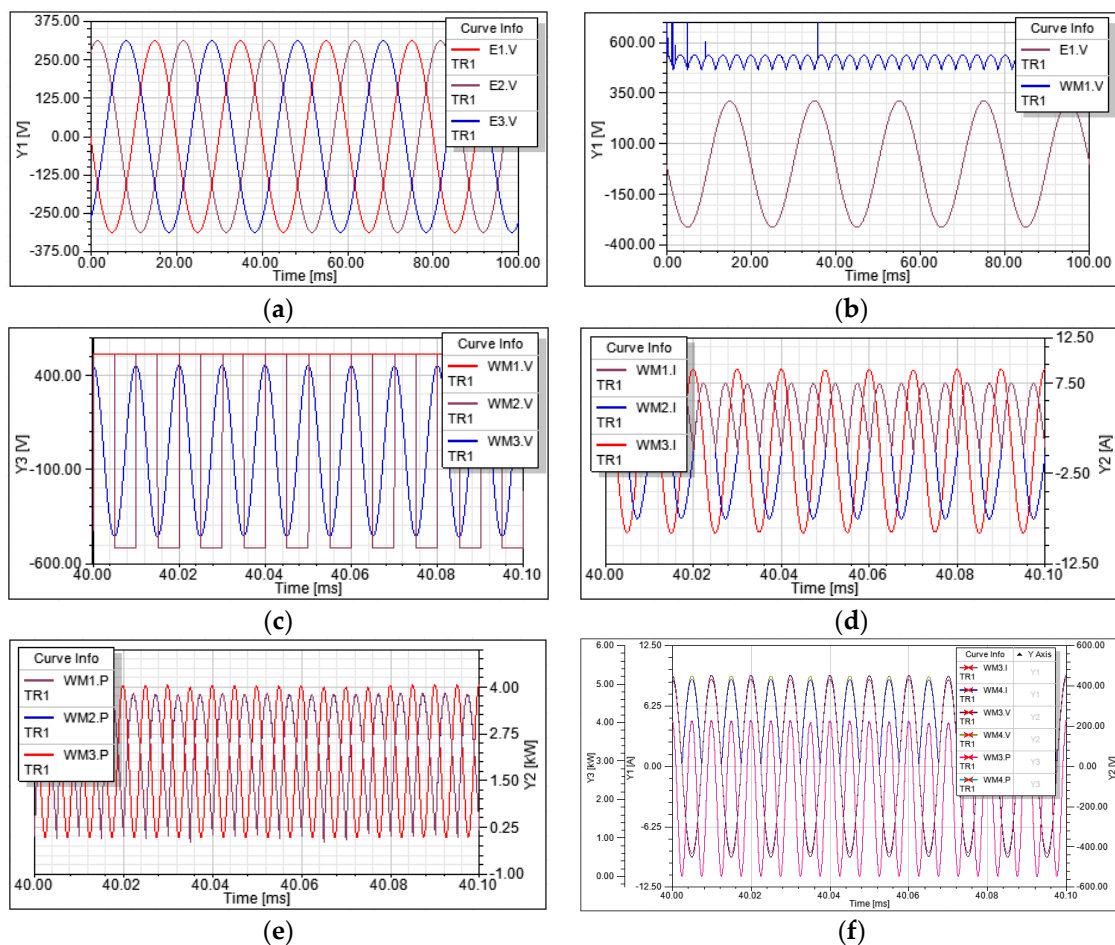 375.00
250.00
125.00
0.00
-125.00
-250.00
-375.00
Y1 [V]
Curve Info
E1.V
TR1
E2.V
TR1
E3.V
TR1
0.00 20.00 40.00 60.00 80.00 100.00
Time [ms]
(a)
600.00
350.00
100.00
-150.00
-400.00
Y1 [V]
Curve Info
E1.V
TR1
WM1.V
TR1
0.00 20.00 40.00 60.00 80.00 100.00
Time [ms]
(b)
400.00
-100.00
-600.00
Y3 [V]
Curve Info
WM1.V
TR1
WM2.V
TR1
WM3.V
TR1
40.00 40.02 40.04 40.06 40.08 40.10
Time [ms]
(c)
Curve Info
WM1.I
TR1
WM2.I
TR1
WM3.I
TR1
12.50
7.50
-2.50
-12.50
Y2 [A]
40.00 40.02 40.04 40.06 40.08 40.10
Time [ms]
(d)
Curve Info
WM1.P
TR1
WM2.P
TR1
WM3.P
TR1
4.00
2.75
1.50
0.25
-1.00
Y2 [kW]
40.00 40.02 40.04 40.06 40.08 40.10
Time [ms]
(e)
6.00
5.00
4.00
3.00
2.00
1.00
0.00
Y3 [kW]
12.50
6.25
0.00
-6.25
-12.50
Y1 [A]
Curve Info Y Axis
WM3.I Y1
TR1
WM4.I Y1
TR1
WM3.V Y2
TR1
WM4.V Y2
TR1
WM3.P Y3
TR1
WM4.P Y3
TR1
600.00
400.00
200.00
0.00
-200.00
-400.00
-600.00
Y2 [V]
40.00 40.02 40.04 40.06 40.08 40.10
Time [ms]
(f)